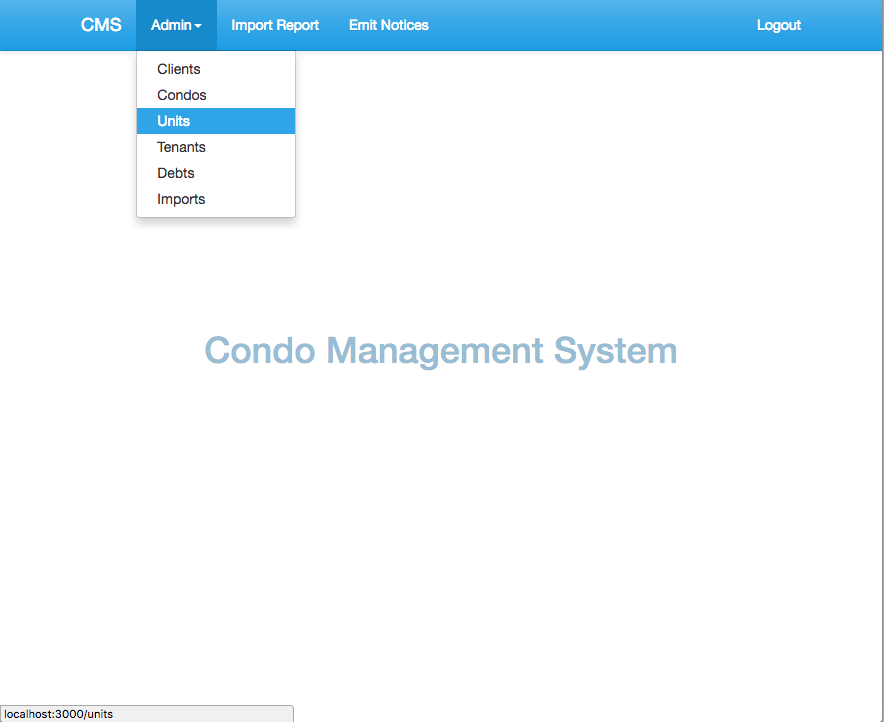 CMS Admin Import Report Emit Notices Logout
Clients
Condos
Units
Tenants
Debts
Imports
Condo Management System
localhost:3000/units